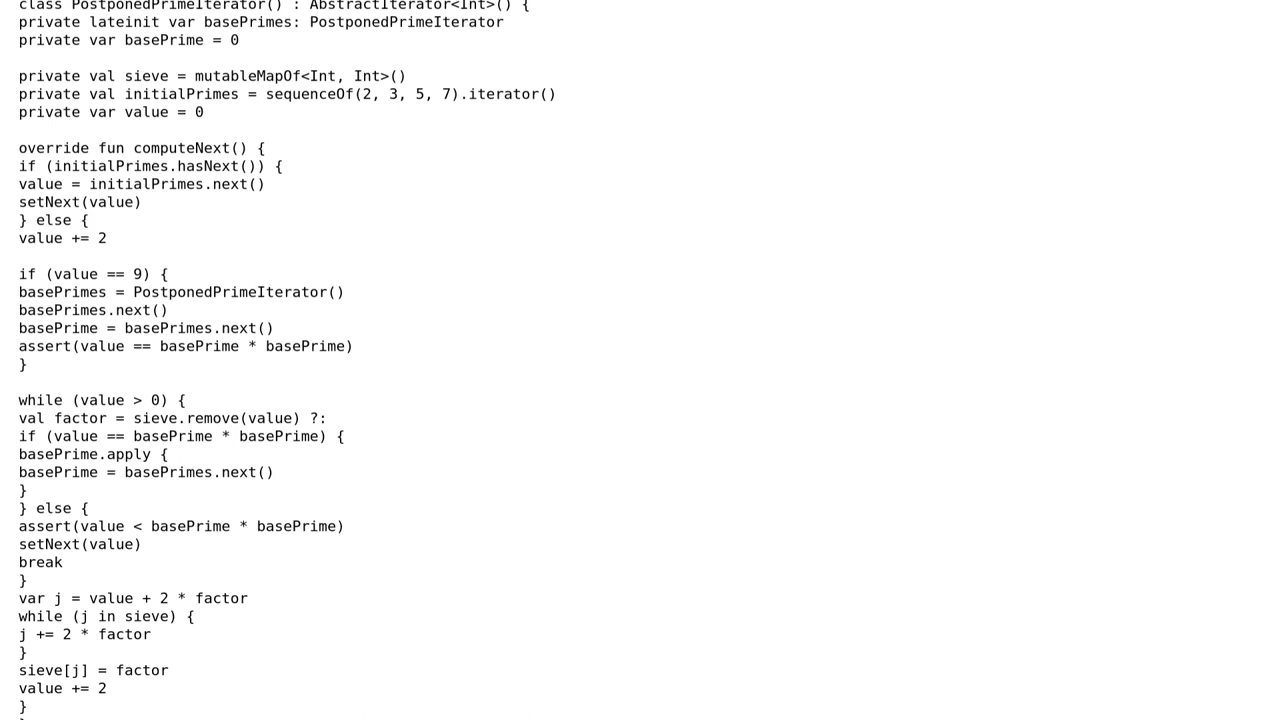 class PostponedPrimeIterator() : AbstractIterator<Int>() {
private lateinit var basePrimes: PostponedPrimeIterator
private var basePrime = 0

private val sieve = mutableMapOf<Int, Int>()
private val initialPrimes = sequenceOf(2, 3, 5, 7).iterator()
private var value = 0

override fun computeNext() {
if (initialPrimes.hasNext()) {
value = initialPrimes.next()
setNext(value)
} else {
value += 2

if (value == 9) {
basePrimes = PostponedPrimeIterator()
basePrimes.next()
basePrime = basePrimes.next()
assert(value == basePrime * basePrime)
}

while (value > 0) {
val factor = sieve.remove(value) ?:
if (value == basePrime * basePrime) {
basePrime.apply {
basePrime = basePrimes.next()
}
} else {
assert(value < basePrime * basePrime)
setNext(value)
break
}
var j = value + 2 * factor
while (j in sieve) {
j += 2 * factor
}
sieve[j] = factor
value += 2
}